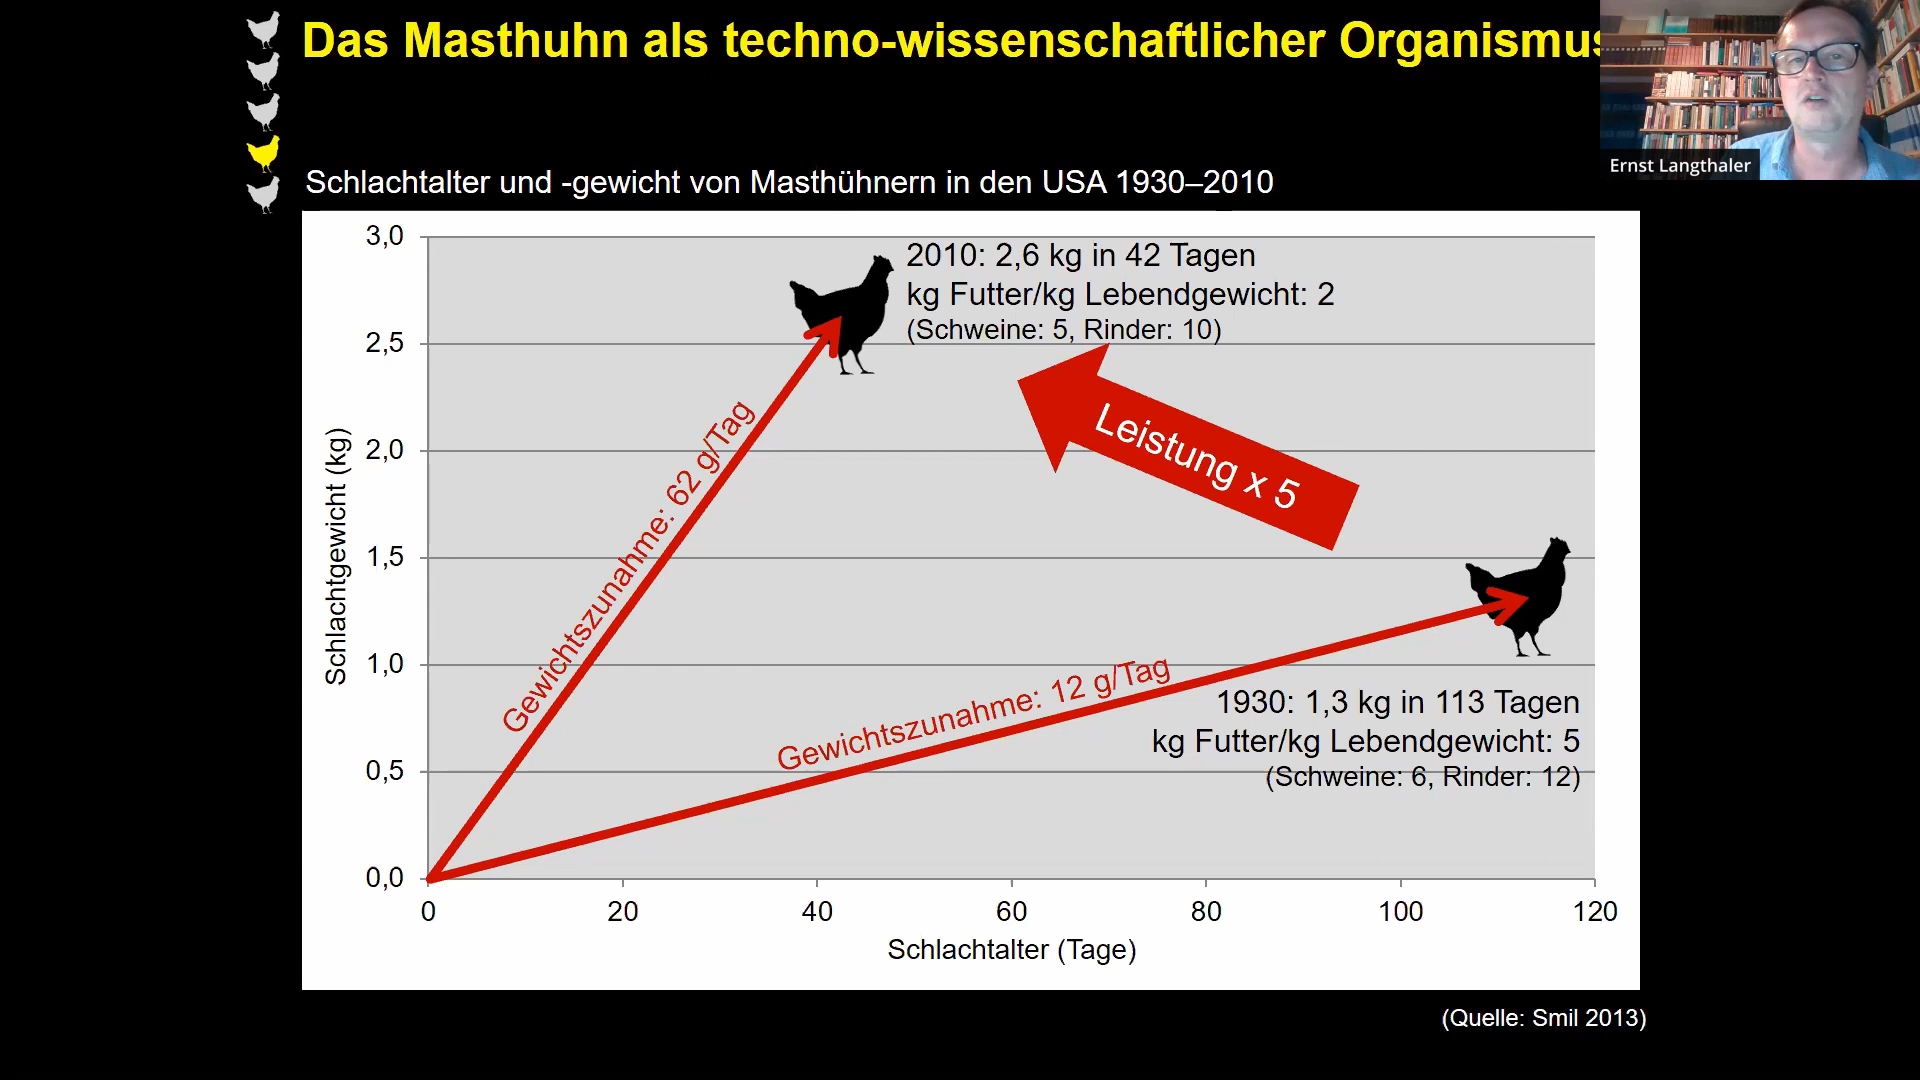 Das Masthuhn als techno-wissenschaftlicher Organismus
Ernst Langthaler
Schlachtalter und -gewicht von Masthühnern in den USA 1930–2010
3,0
2,5
2,0
1,5
1,0
0,5
0,0
Schlachtgewicht (kg)
2010: 2,6 kg in 42 Tagen
kg Futter/kg Lebendgewicht: 2
(Schweine: 5, Rinder: 10)
Leistung x 5
Gewichtszunahme: 62 g/Tag
Gewichtszunahme: 12 g/Tag
1930: 1,3 kg in 113 Tagen
kg Futter/kg Lebendgewicht: 5
(Schweine: 6, Rinder: 12)
0 20 40 60 80 100 120
Schlachtalter (Tage)
(Quelle: Smil 2013)